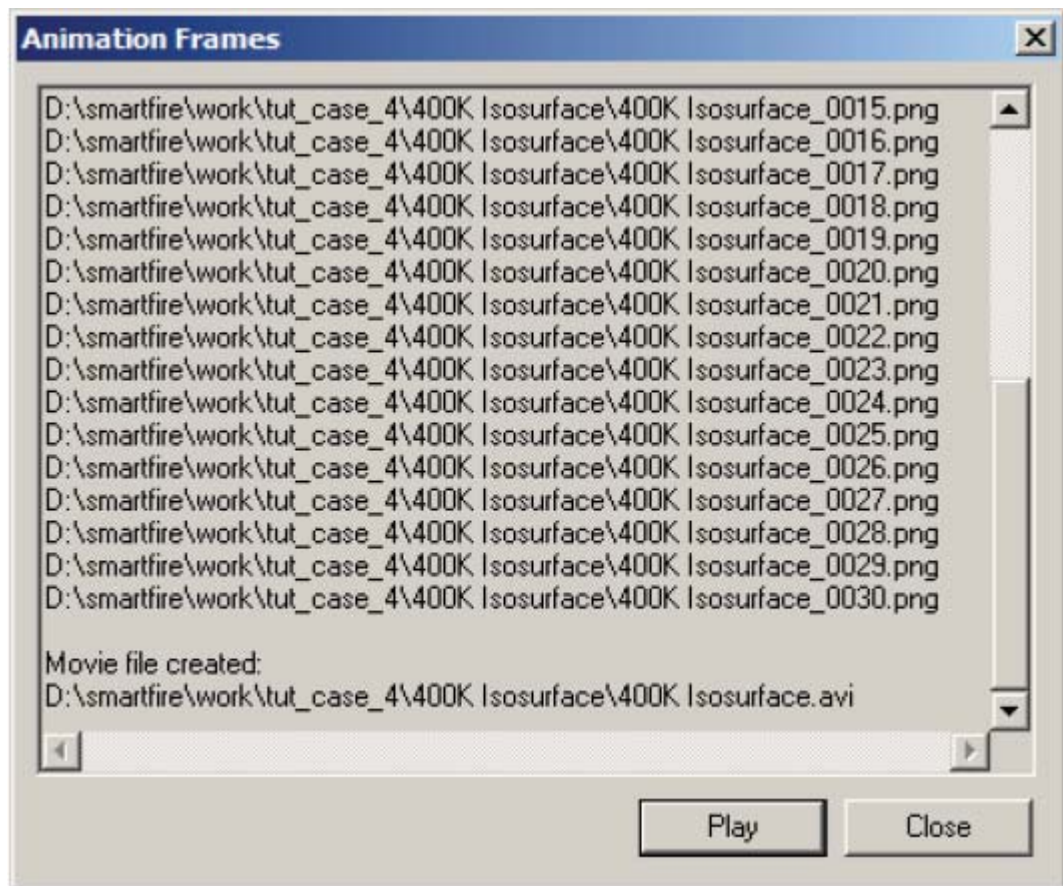 Animation Frames
D:\smartfire\work\tut_case_4\400K Isosurface\400K Isosurface_0015.png
D:\smartfire\work\tut_case_4\400K Isosurface\400K Isosurface_0016.png
D:\smartfire\work\tut_case_4\400K Isosurface\400K Isosurface_0017.png
D:\smartfire\work\tut_case_4\400K Isosurface\400K Isosurface_0018.png
D:\smartfire\work\tut_case_4\400K Isosurface\400K Isosurface_0019.png
D:\smartfire\work\tut_case_4\400K Isosurface\400K Isosurface_0020.png
D:\smartfire\work\tut_case_4\400K Isosurface\400K Isosurface_0021.png
D:\smartfire\work\tut_case_4\400K Isosurface\400K Isosurface_0022.png
D:\smartfire\work\tut_case_4\400K Isosurface\400K Isosurface_0023.png
D:\smartfire\work\tut_case_4\400K Isosurface\400K Isosurface_0024.png
D:\smartfire\work\tut_case_4\400K Isosurface\400K Isosurface_0025.png
D:\smartfire\work\tut_case_4\400K Isosurface\400K Isosurface_0026.png
D:\smartfire\work\tut_case_4\400K Isosurface\400K Isosurface_0027.png
D:\smartfire\work\tut_case_4\400K Isosurface\400K Isosurface_0028.png
D:\smartfire\work\tut_case_4\400K Isosurface\400K Isosurface_0029.png
D:\smartfire\work\tut_case_4\400K Isosurface\400K Isosurface_0030.png
Movie file created:
D:\smartfire\work\tut_case_4\400K Isosurface\400K Isosurface.avi
Play
Close